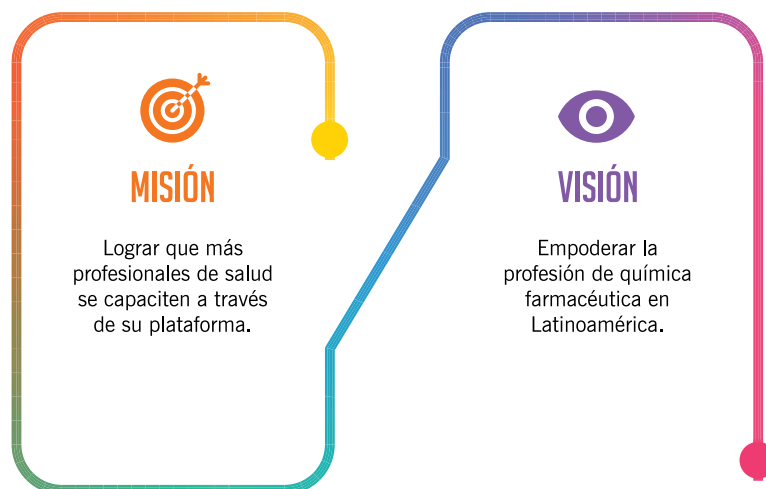 MISIÓN
Lograr que más
profesionales de salud
se capaciten a través
de su plataforma.
VISIÓN
Empoderar la
profesión de química
farmacéutica en
Latinoamérica.